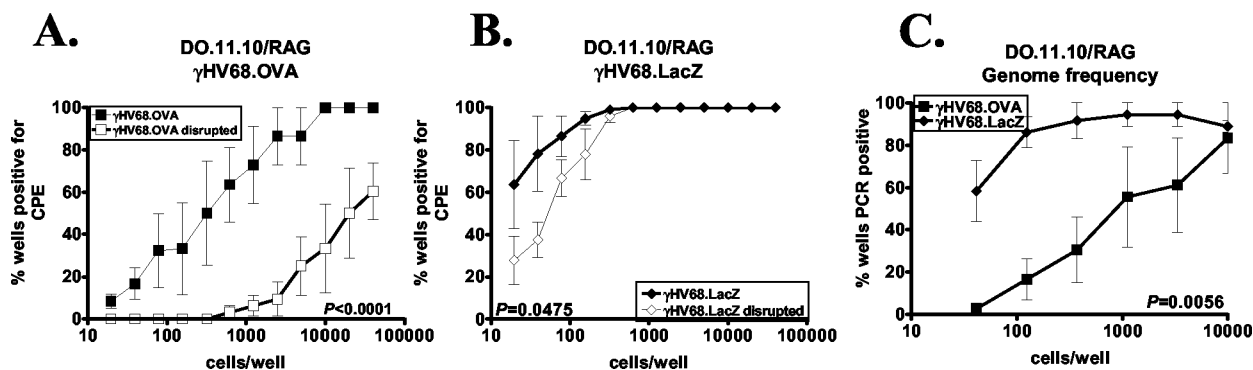 A.
DO.11.10/RAG
γHV68.OVA
γHV68.OVA
γHV68.OVA disrupted
% wells positive for
CPE
100
80
60
40
20
0
P<0.0001
10
100
1000
10000
100000
cells/well
B.
DO.11.10/RAG
γHV68.LacZ
% wells positive for
CPE
100
80
60
40
20
0
P=0.0475
γHV68.LacZ
γHV68.LacZ disrupted
10
100
1000
10000
100000
cells/well
C.
DO.11.10/RAG
Genome frequency
γHV68.OVA
γHV68.LacZ
% wells PCR positive
100
80
60
40
20
0
P=0.0056
10
100
1000
10000
cells/well